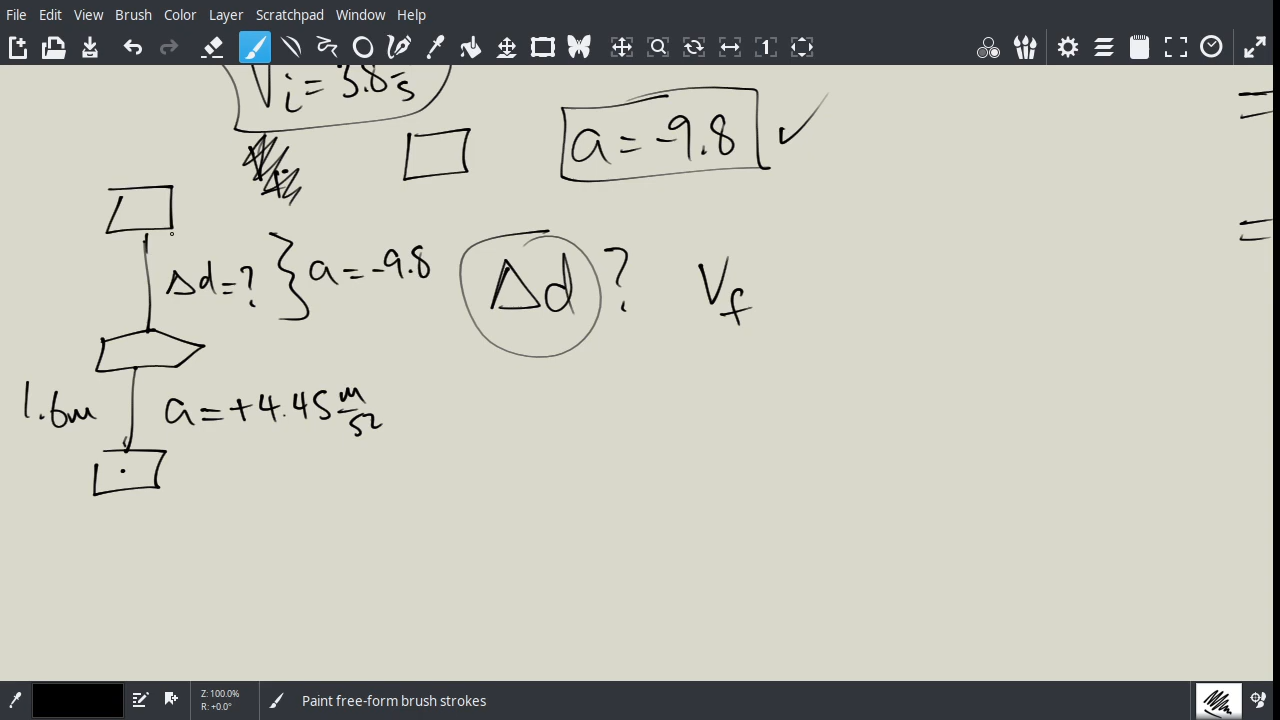 File Edit View Brush Color Layer Scratchpad Window Help
Vi = 3.8 s
a = -9.8 ✓
Δd = ? } a = -9.8
Δd ? Vf
1.6m a = +4.45 m/s2
Z: 100.0%
R: +0.0°
Paint free-form brush strokes